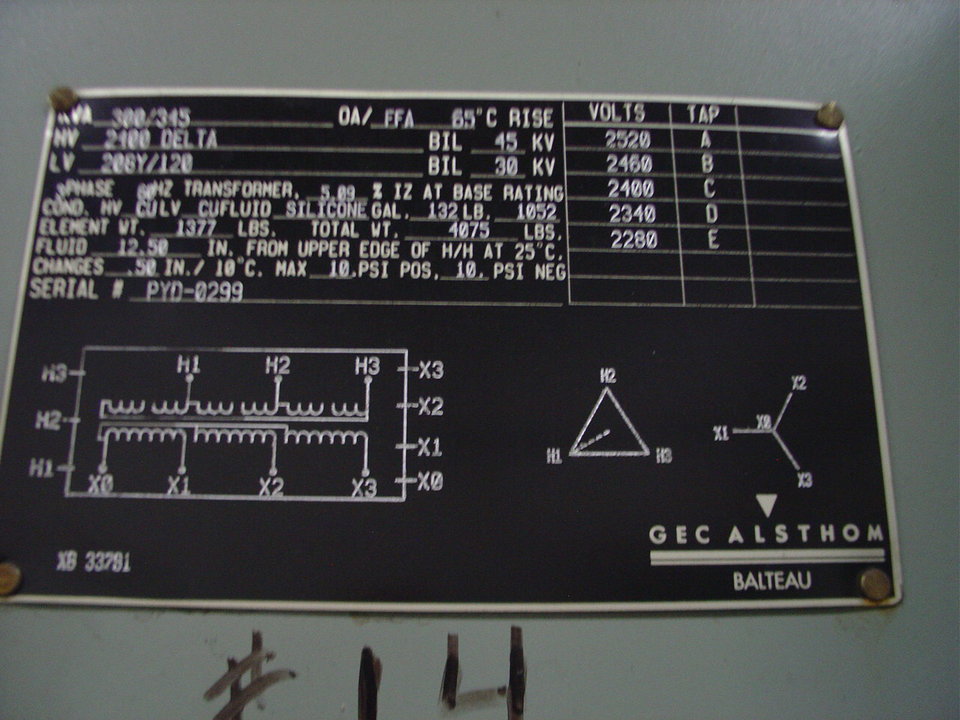 KVA 300/345 OA/ FFA 65°C RISE
HV 2400 DELTA BIL 45 KV
LV 208Y/120 BIL 30 KV
3PHASE 60HZ TRANSFORMER, 5.09 % IZ AT BASE RATING
COND. HV CU LV CU FLUID SILICONE GAL. 132 LB. 1052
ELEMENT WT. 1377 LBS. TOTAL WT. 4075 LBS.
FLUID 12.50 IN. FROM UPPER EDGE OF H/H AT 25°C.
CHANGES .50 IN./ 10°C. MAX 10.PSI POS, 10. PSI NEG
SERIAL # PYD-0299
VOLTS TAP
2520 A
2460 B
2400 C
2340 D
2280 E
H1 H2 H3
H3 X3
H2 X2
H1 X1
X0
X0 X1 X2 X3
H2
H1 H3
X2
X1 X0
X3
GEC ALSTHOM
BALTEAU
XB 33791
#14